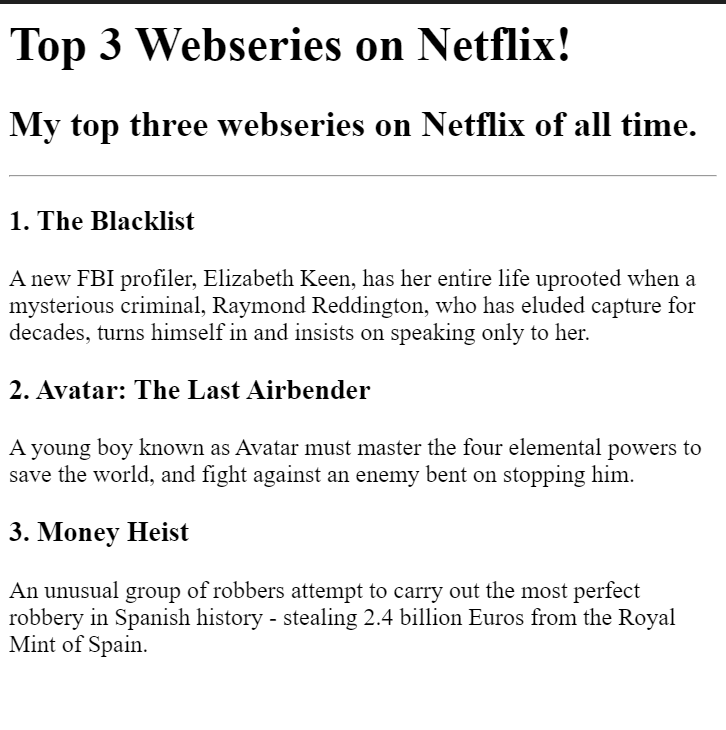 Top 3 Webseries on Netflix!
My top three webseries on Netflix of all time.
1. The Blacklist
A new FBI profiler, Elizabeth Keen, has her entire life uprooted when a
mysterious criminal, Raymond Reddington, who has eluded capture for
decades, turns himself in and insists on speaking only to her.
2. Avatar: The Last Airbender
A young boy known as Avatar must master the four elemental powers to
save the world, and fight against an enemy bent on stopping him.
3. Money Heist
An unusual group of robbers attempt to carry out the most perfect
robbery in Spanish history - stealing 2.4 billion Euros from the Royal
Mint of Spain.